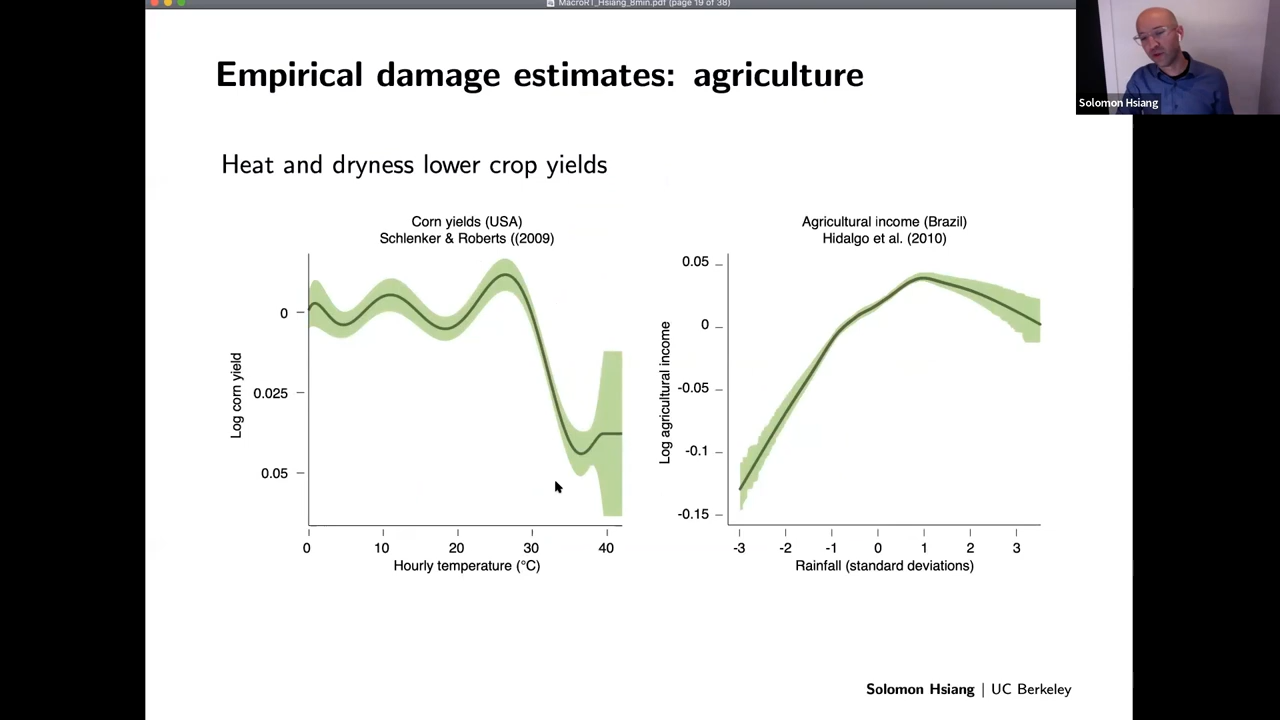 MacroRT_Hsiang_8min.pdf (page 19 of 38)
Solomon Hsiang
Empirical damage estimates: agriculture
Heat and dryness lower crop yields
Corn yields (USA)
Schlenker & Roberts ((2009)
Log corn yield
0
0.025
0.05
0
10
20
30
40
Hourly temperature (°C)
Agricultural income (Brazil)
Hidalgo et al. (2010)
Log agricultural income
0.05
0
-0.05
-0.1
-0.15
-3
-2
-1
0
1
2
3
Rainfall (standard deviations)
Solomon Hsiang | UC Berkeley